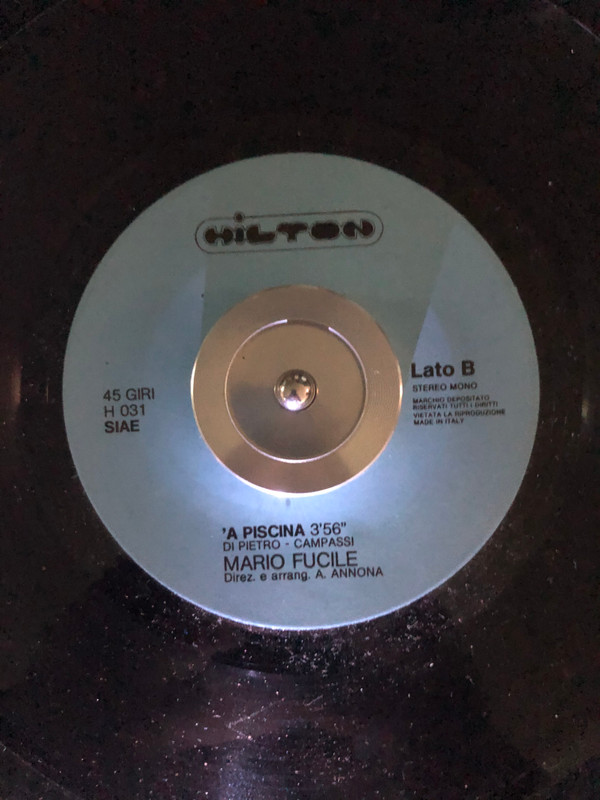 HILTON
Lato B
STEREO MONO
MARCHIO DEPOSITATO
RISERVATI TUTTI I DIRITTI
VIETATA LA RIPRODUZIONE
MADE IN ITALY
45 GIRI
H 031
SIAE
'A PISCINA 3'56"
DI PIETRO - CAMPASSI
MARIO FUCILE
Direz. e arrang. A. ANNONA